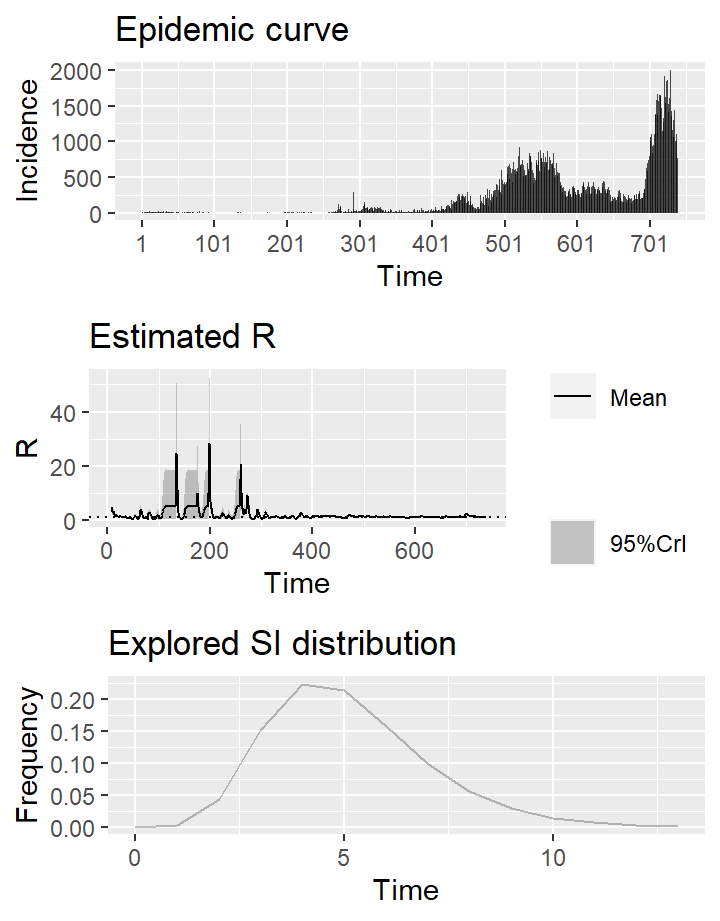 Epidemic curve
2000
1500
1000
500
0
Incidence
1 101 201 301 401 501 601 701
Time
Estimated R
40
20
0
R
0 200 400 600
Time
Mean
95%CrI
Explored SI distribution
0.20
0.15
0.10
0.05
0.00
Frequency
0 5 10
Time